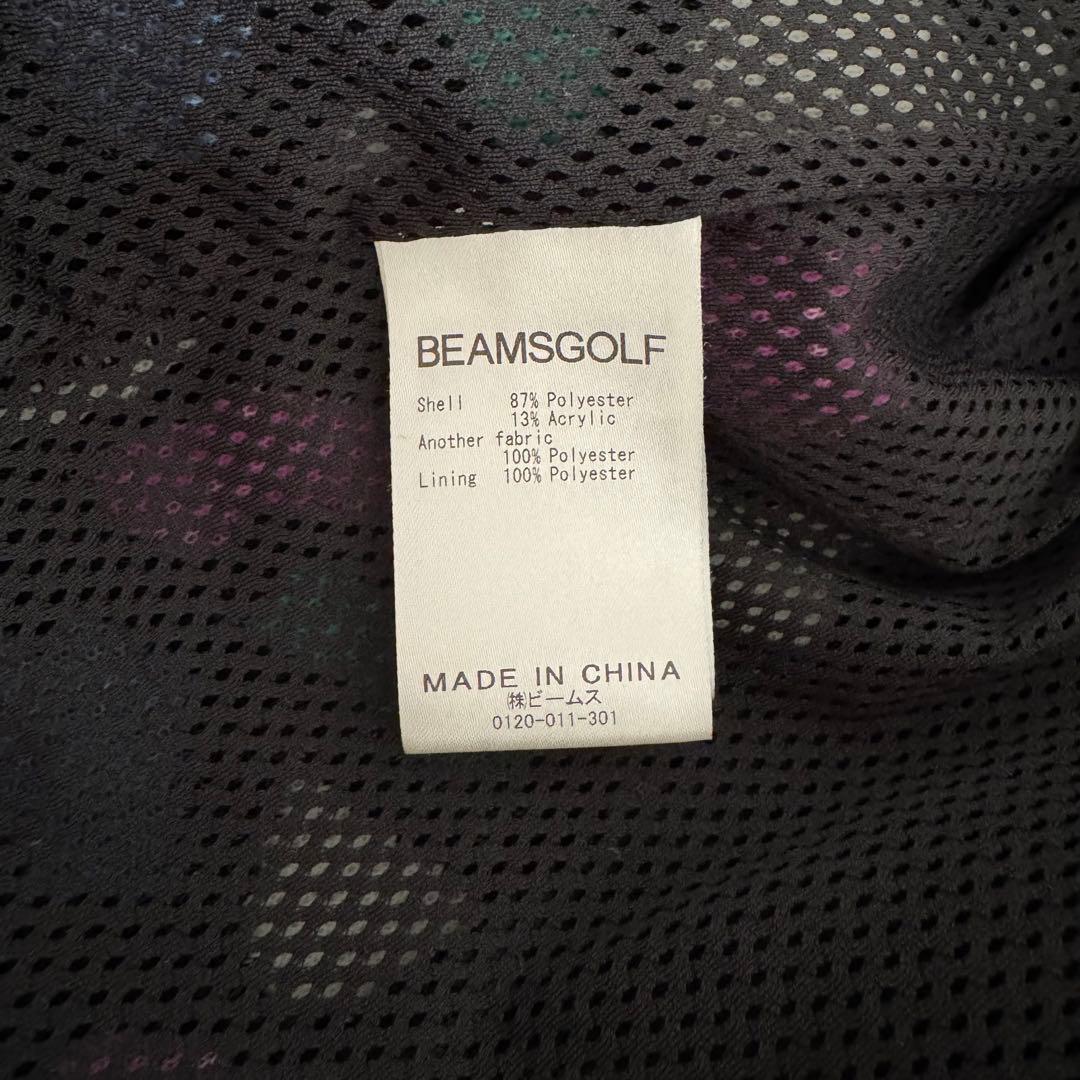 BEAMSGOLF
Shell 87% Polyester
13% Acrylic
Another fabric
100% Polyester
Lining 100% Polyester
MADE IN CHINA
㈱ビームス
0120-011-301